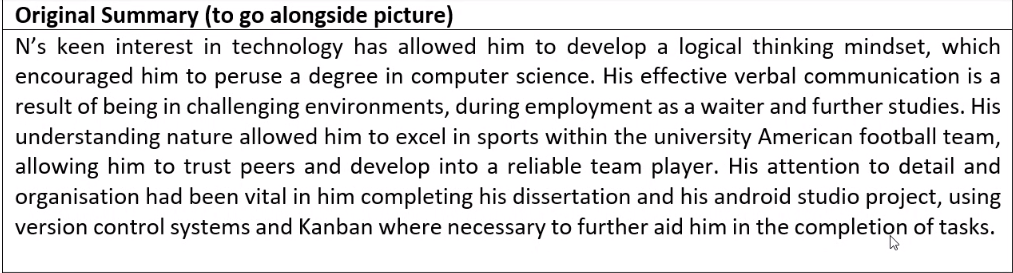 Original Summary (to go alongside picture)
N's keen interest in technology has allowed him to develop a logical thinking mindset, which
encouraged him to peruse a degree in computer science. His effective verbal communication is a
result of being in challenging environments, during employment as a waiter and further studies. His
understanding nature allowed him to excel in sports within the university American football team,
allowing him to trust peers and develop into a reliable team player. His attention to detail and
organisation had been vital in him completing his dissertation and his android studio project, using
version control systems and Kanban where necessary to further aid him in the completion of tasks.